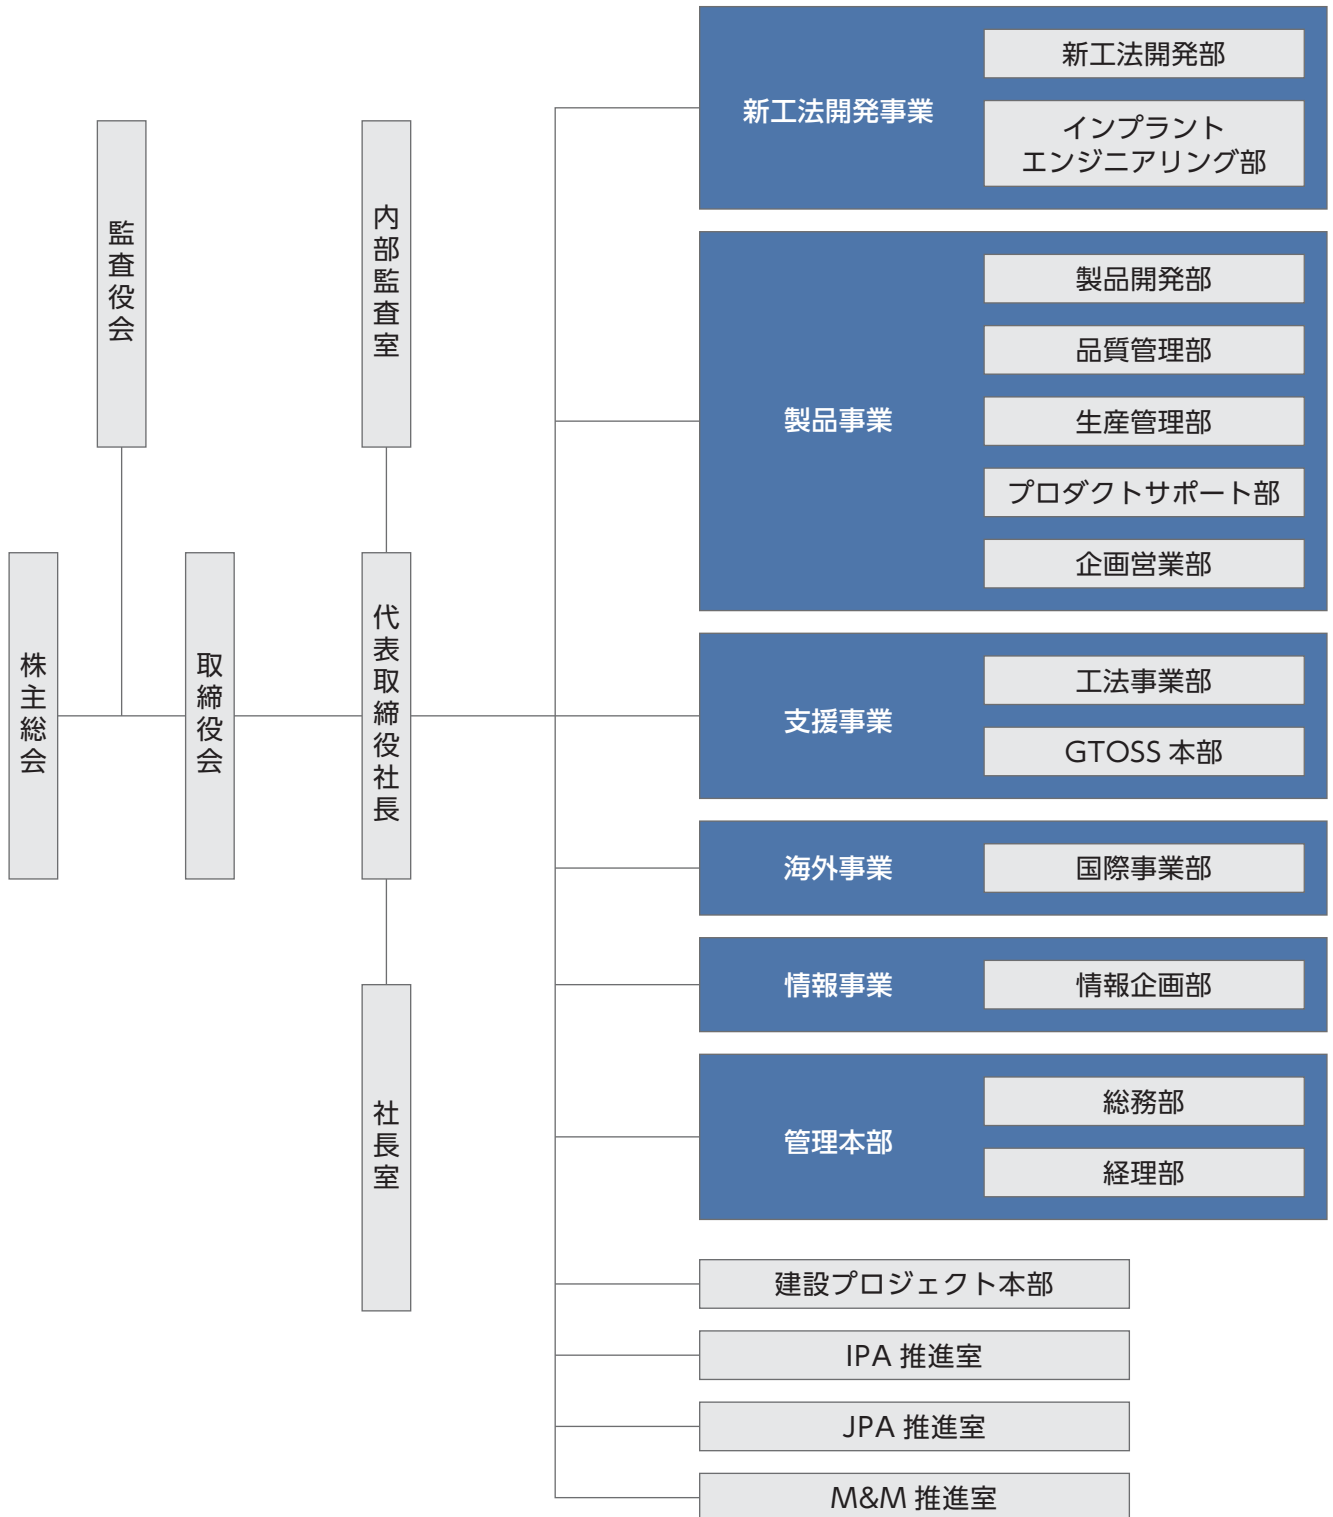 株主総会
監査役会
取締役会
内部監査室
代表取締役社長
社長室
新工法開発事業
新工法開発部
インプラント
エンジニアリング部
製品事業
製品開発部
品質管理部
生産管理部
プロダクトサポート部
企画営業部
支援事業
工法事業部
GTOSS 本部
海外事業
国際事業部
情報事業
情報企画部
管理本部
総務部
経理部
建設プロジェクト本部
IPA 推進室
JPA 推進室
M&M 推進室